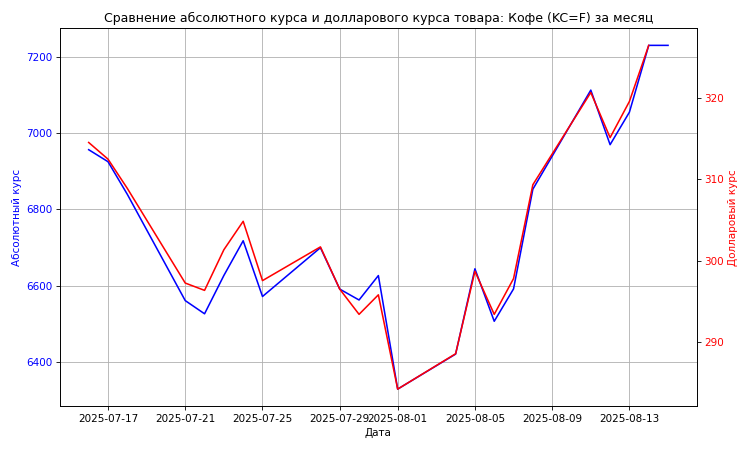 Сравнение абсолютного курса и долларового курса товара: Кофе (KC=F) за месяц
Абсолютный курс
7200
7000
6800
6600
6400
320
310
300
290
Долларовый курс
2025-07-17 2025-07-21 2025-07-25 2025-07-29 2025-08-01 2025-08-05 2025-08-09 2025-08-13
Дата